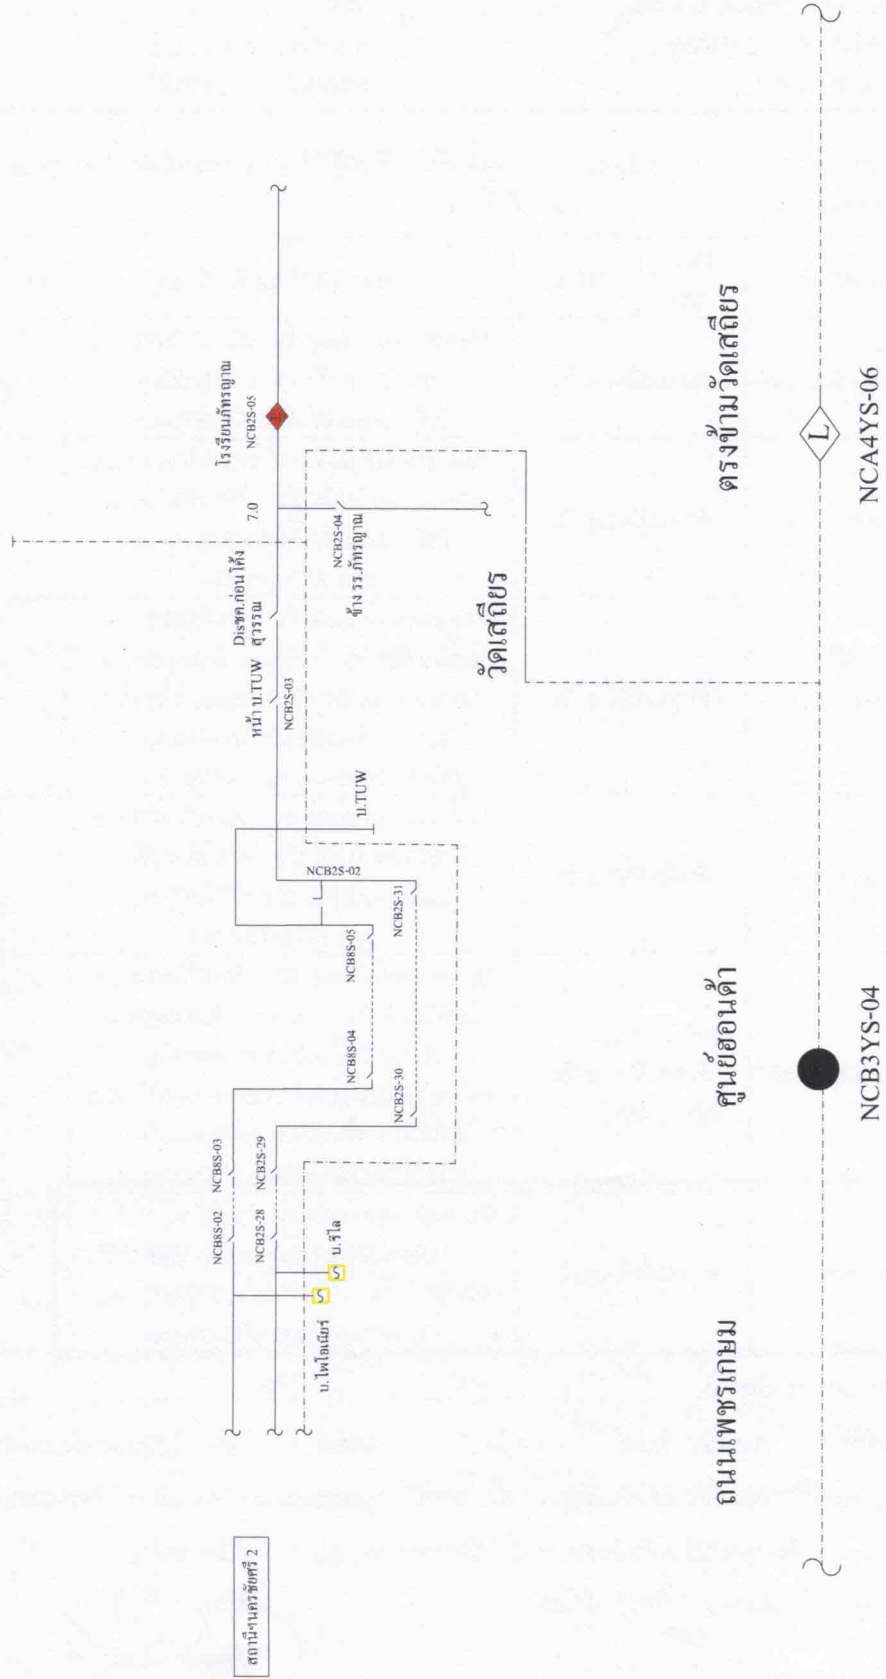 สถานีฯนครชัยศรี 2
บ.ไพโอเนียร์
บ.วีโล
NCB8S-02
NCB8S-03
NCB2S-28
NCB2S-29
NCB8S-04
NCB8S-05
NCB2S-30
NCB2S-31
NCB2S-02
บ.TUW
หน้า บ.TUW
NCB2S-03
Disชค.ก่อนโค้ง
สุวรรณ
7.0
NCB2S-04
ข้าง รร.ภัทรญาณ
โรงเรียนภัทรญาณ
NCB2S-05
วัดเสถียร
ถนนเพชรเกษม
ศูนย์ฮอนด้า
NCB3YS-04
ตรงข้ามวัดเสถียร
L
NCA4YS-06
S
S